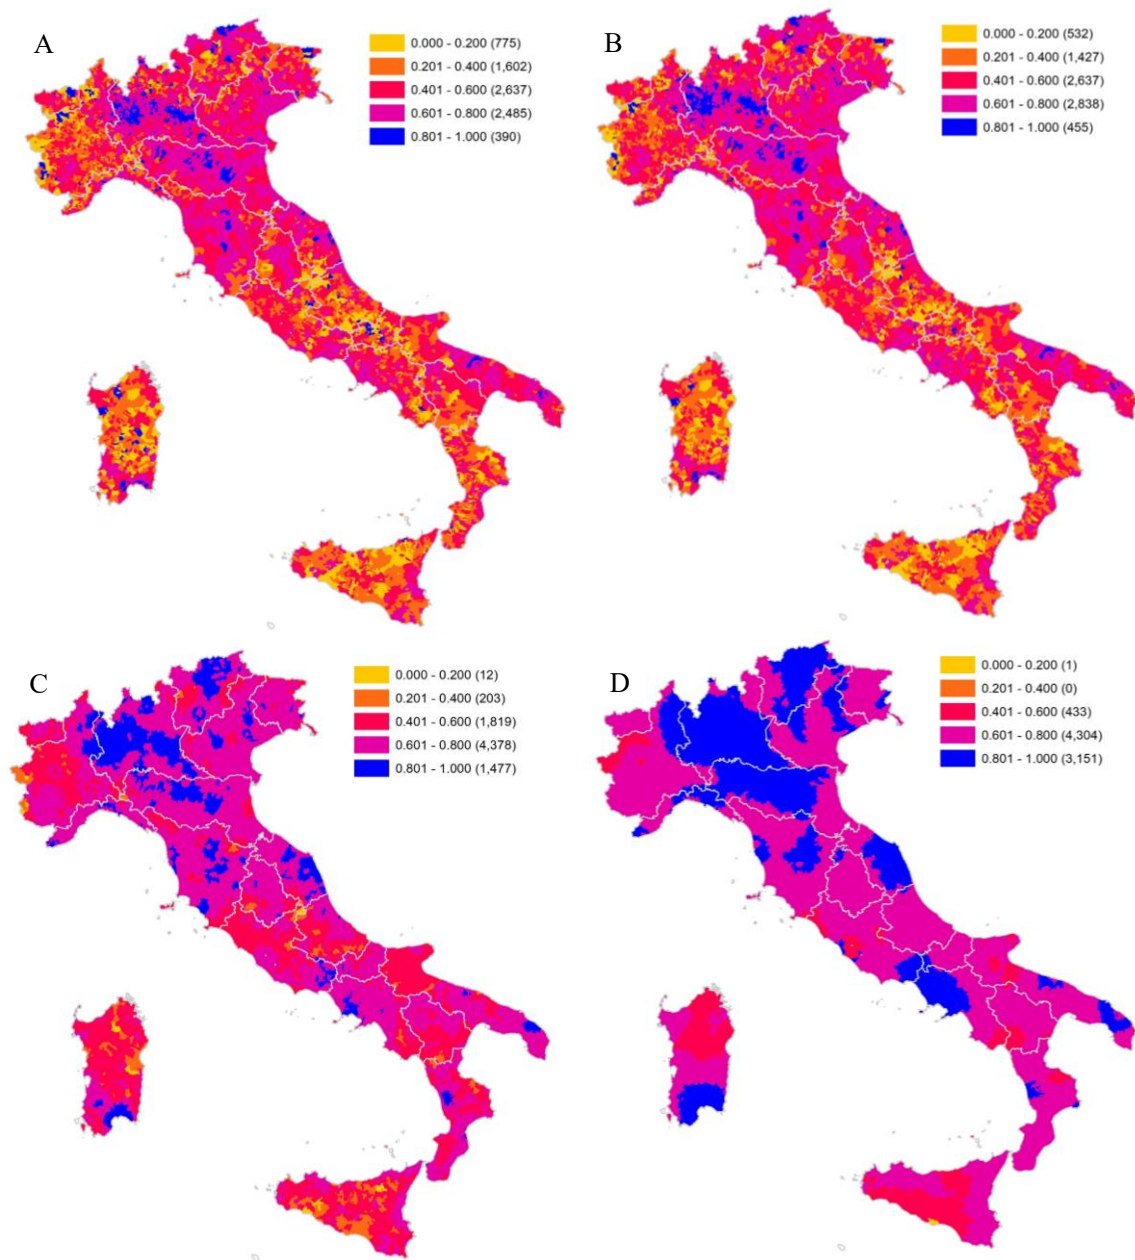 A
0.000 - 0.200 (775)
0.201 - 0.400 (1,602)
0.401 - 0.600 (2,637)
0.601 - 0.800 (2,485)
0.801 - 1.000 (390)
B
0.000 - 0.200 (532)
0.201 - 0.400 (1,427)
0.401 - 0.600 (2,637)
0.601 - 0.800 (2,838)
0.801 - 1.000 (455)
C
0.000 - 0.200 (12)
0.201 - 0.400 (203)
0.401 - 0.600 (1,819)
0.601 - 0.800 (4,378)
0.801 - 1.000 (1,477)
D
0.000 - 0.200 (1)
0.201 - 0.400 (0)
0.401 - 0.600 (433)
0.601 - 0.800 (4,304)
0.801 - 1.000 (3,151)